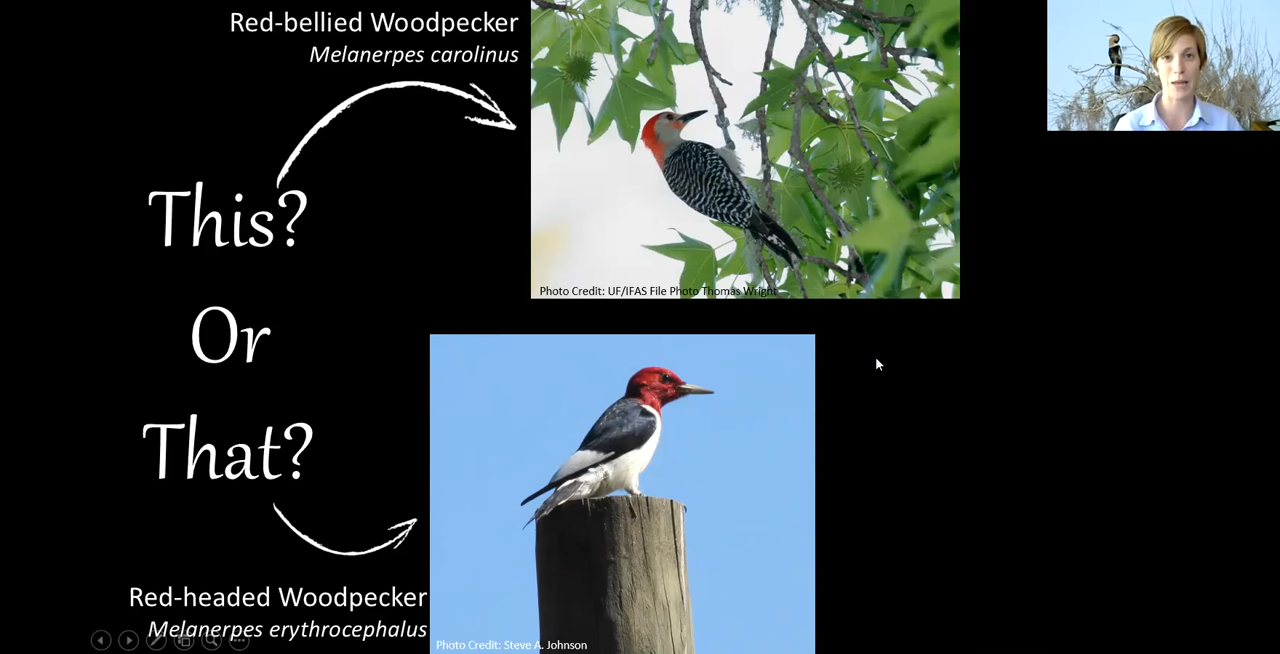 Red-bellied Woodpecker
Melanerpes carolinus
This?
Or
That?
Red-headed Woodpecker
Melanerpes erythrocephalus
Photo Credit: UF/IFAS File Photo Thomas Wright
Photo Credit: Steve A. Johnson